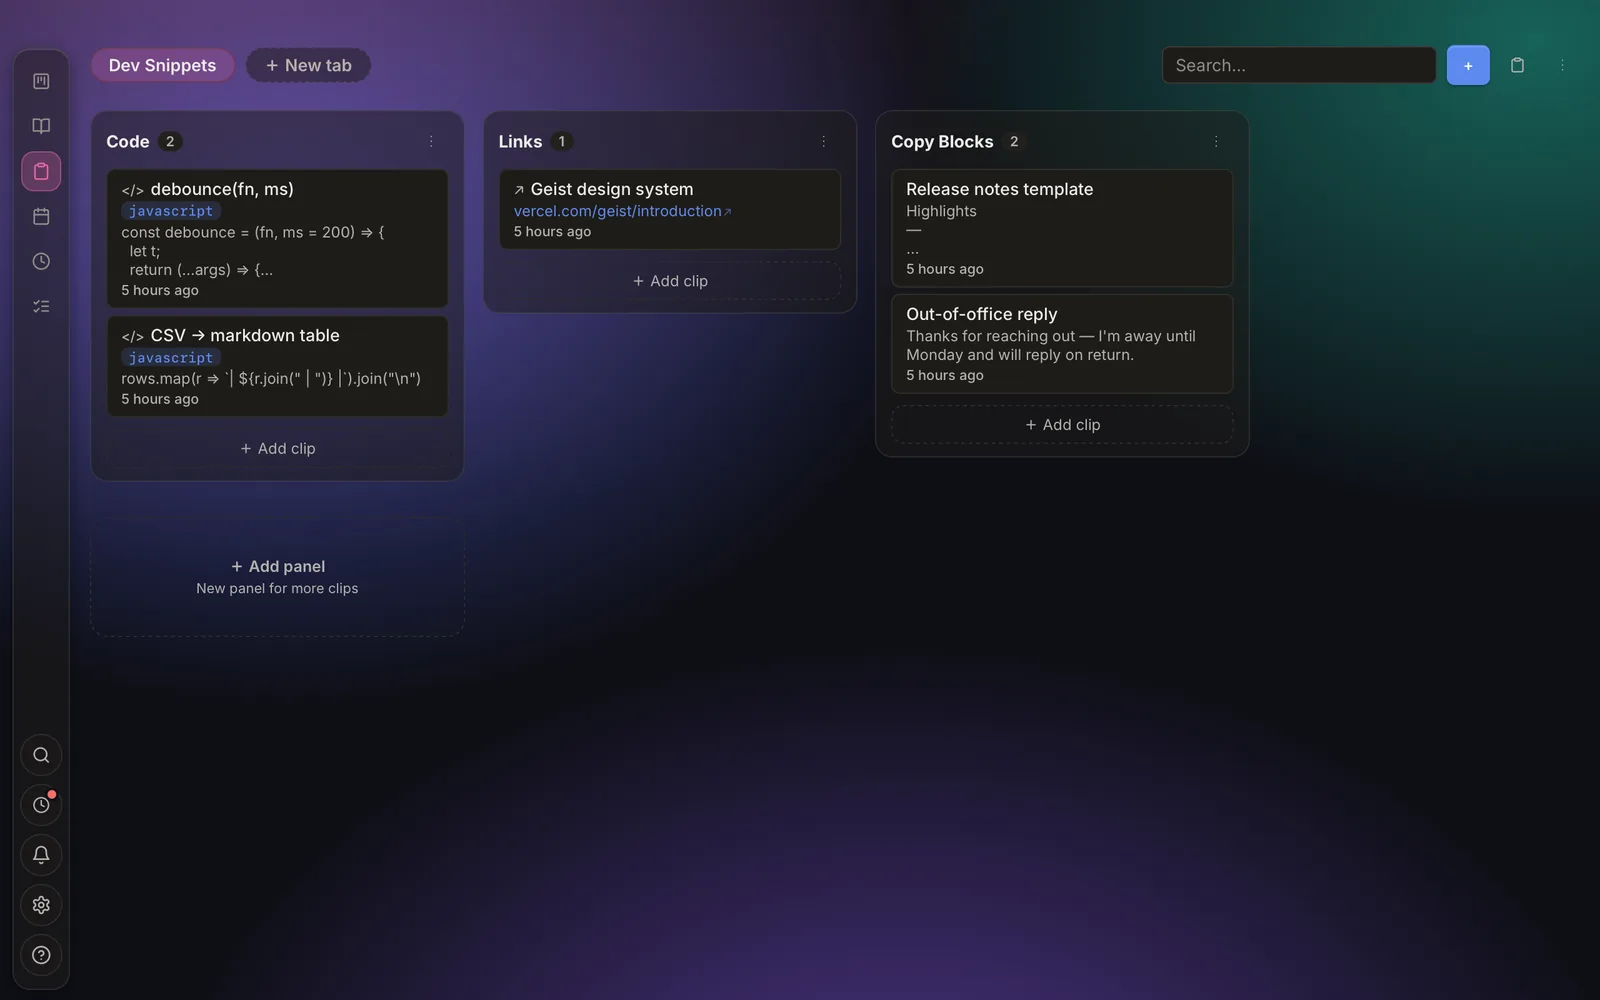 Dev Snippets
+ New tab
Search...
+
Code 2
</> debounce(fn, ms)
javascript
const debounce = (fn, ms = 200) => {
let t;
return (...args) => {...
5 hours ago
</> CSV → markdown table
javascript
rows.map(r => `| ${r.join(" | ")} |`).join("\n")
5 hours ago
+ Add clip
Links 1
↗ Geist design system
vercel.com/geist/introduction↗
5 hours ago
+ Add clip
Copy Blocks 2
Release notes template
Highlights
—
...
5 hours ago
Out-of-office reply
Thanks for reaching out — I'm away until
Monday and will reply on return.
5 hours ago
+ Add clip
+ Add panel
New panel for more clips